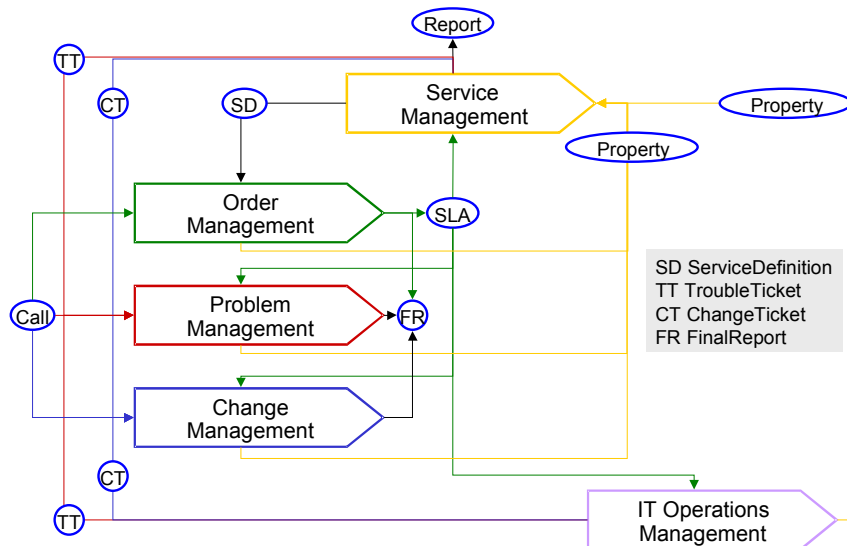 Report
TT
CT
SD
Service
Management
Property
Property
Order
Management
SLA
SD ServiceDefinition
TT TroubleTicket
CT ChangeTicket
FR FinalReport
Call
Problem
Management
FR
Change
Management
CT
TT
IT Operations
Management